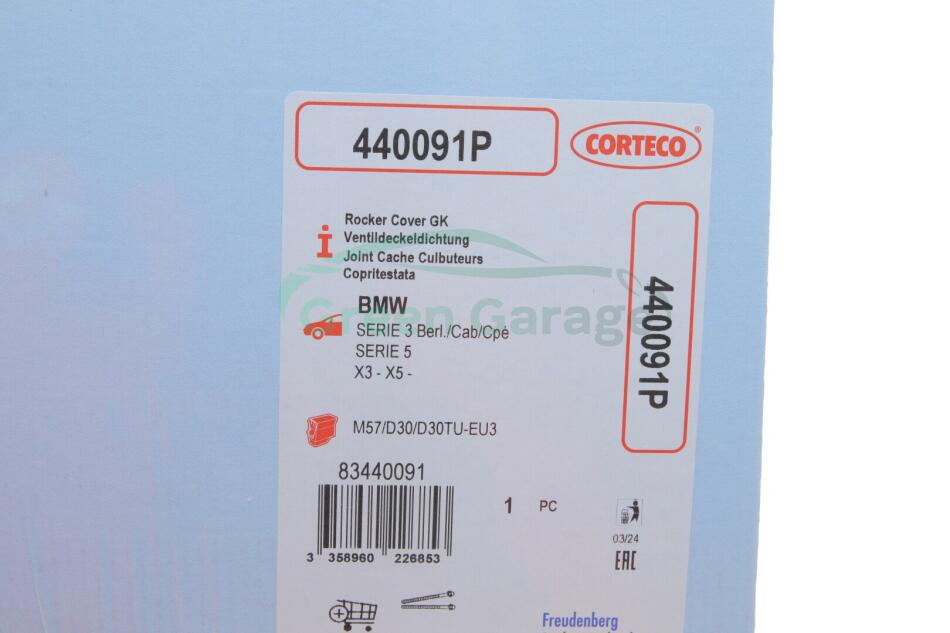 440091P
CORTECO®
Rocker Cover GK
Ventildeckeldichtung
Joint Cache Culbuteurs
Copritestata
Green Garage
BMW
SERIE 3 Berl./Cab/Cpè
SERIE 5
X3 - X5 -
440091P
M57/D30/D30TU-EU3
83440091
1 PC
3 358960 226853
03/24
EAC
Freudenberg